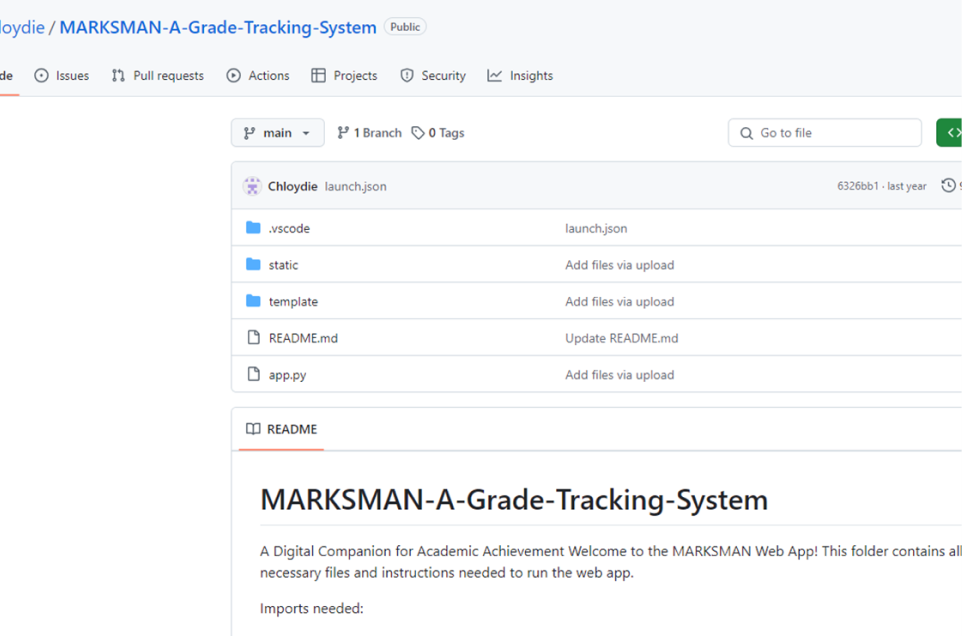 loydie / MARKSMAN-A-Grade-Tracking-System Public
de Issues Pull requests Actions Projects Security Insights
main 1 Branch 0 Tags Go to file
Chloydie launch.json 6326bb1 · last year
.vscode launch.json
static Add files via upload
template Add files via upload
README.md Update README.md
app.py Add files via upload
README
MARKSMAN-A-Grade-Tracking-System
A Digital Companion for Academic Achievement Welcome to the MARKSMAN Web App! This folder contains all
necessary files and instructions needed to run the web app.
Imports needed: